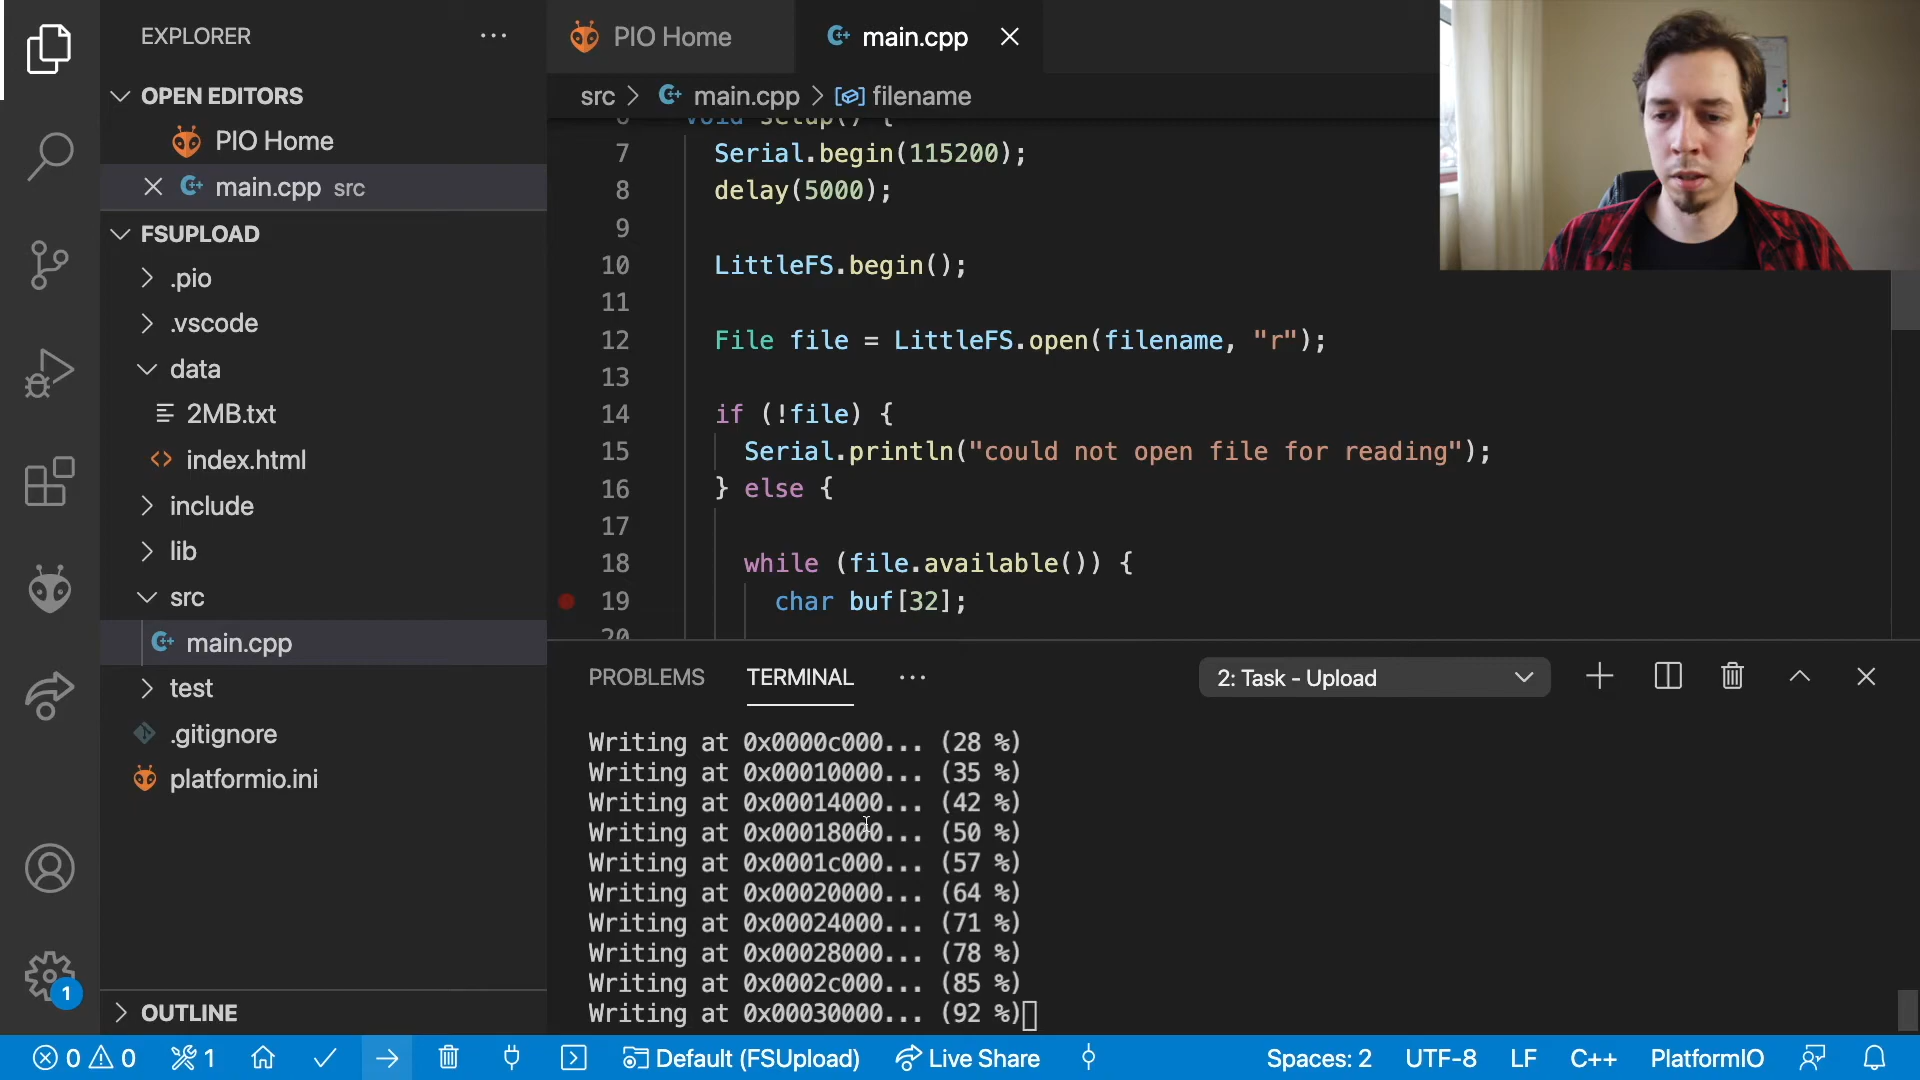 EXPLORER
OPEN EDITORS
PIO Home
main.cpp src
FSUPLOAD
.pio
.vscode
data
2MB.txt
index.html
include
lib
src
main.cpp
test
.gitignore
platformio.ini
OUTLINE
PIO Home
main.cpp
src > main.cpp > filename
6 void setup() {
7 Serial.begin(115200);
8 delay(5000);
9
10 LittleFS.begin();
11
12 File file = LittleFS.open(filename, "r");
13
14 if (!file) {
15 Serial.println("could not open file for reading");
16 } else {
17
18 while (file.available()) {
19 char buf[32];
20
PROBLEMS TERMINAL ... 2: Task - Upload
Writing at 0x0000c000... (28 %)
Writing at 0x00010000... (35 %)
Writing at 0x00014000... (42 %)
Writing at 0x00018000... (50 %)
Writing at 0x0001c000... (57 %)
Writing at 0x00020000... (64 %)
Writing at 0x00024000... (71 %)
Writing at 0x00028000... (78 %)
Writing at 0x0002c000... (85 %)
Writing at 0x00030000... (92 %)
1
0 0 1 Default (FSUpload) Live Share Spaces: 2 UTF-8 LF C++ PlatformIO